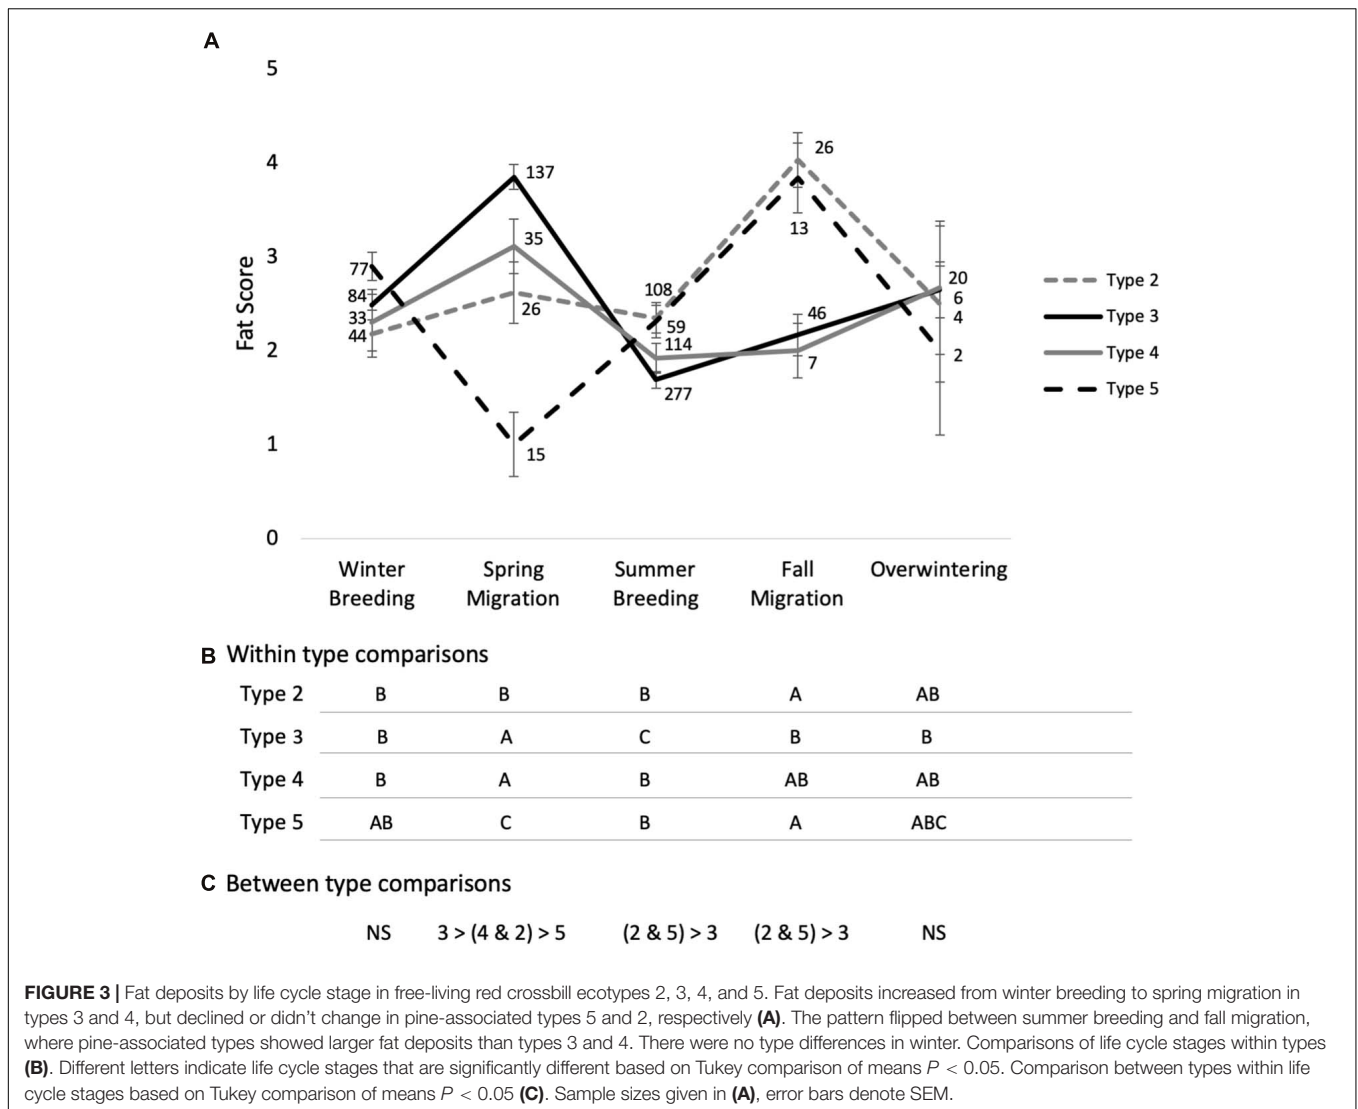 A
5
4
3
2
1
0
Fat Score
77
84
33
44
137
35
26
15
108
59
114
277
26
13
46
7
20
6
4
2
Type 2
Type 3
Type 4
Type 5
Winter Breeding
Spring Migration
Summer Breeding
Fall Migration
Overwintering
B Within type comparisons
Type 2 B B B A AB
Type 3 B A C B B
Type 4 B A B AB AB
Type 5 AB C B A ABC
C Between type comparisons
NS 3 > (4 & 2) > 5 (2 & 5) > 3 (2 & 5) > 3 NS
FIGURE 3 | Fat deposits by life cycle stage in free-living red crossbill ecotypes 2, 3, 4, and 5. Fat deposits increased from winter breeding to spring migration in
types 3 and 4, but declined or didn't change in pine-associated types 5 and 2, respectively (A). The pattern flipped between summer breeding and fall migration,
where pine-associated types showed larger fat deposits than types 3 and 4. There were no type differences in winter. Comparisons of life cycle stages within types
(B). Different letters indicate life cycle stages that are significantly different based on Tukey comparison of means P < 0.05. Comparison between types within life
cycle stages based on Tukey comparison of means P < 0.05 (C). Sample sizes given in (A), error bars denote SEM.